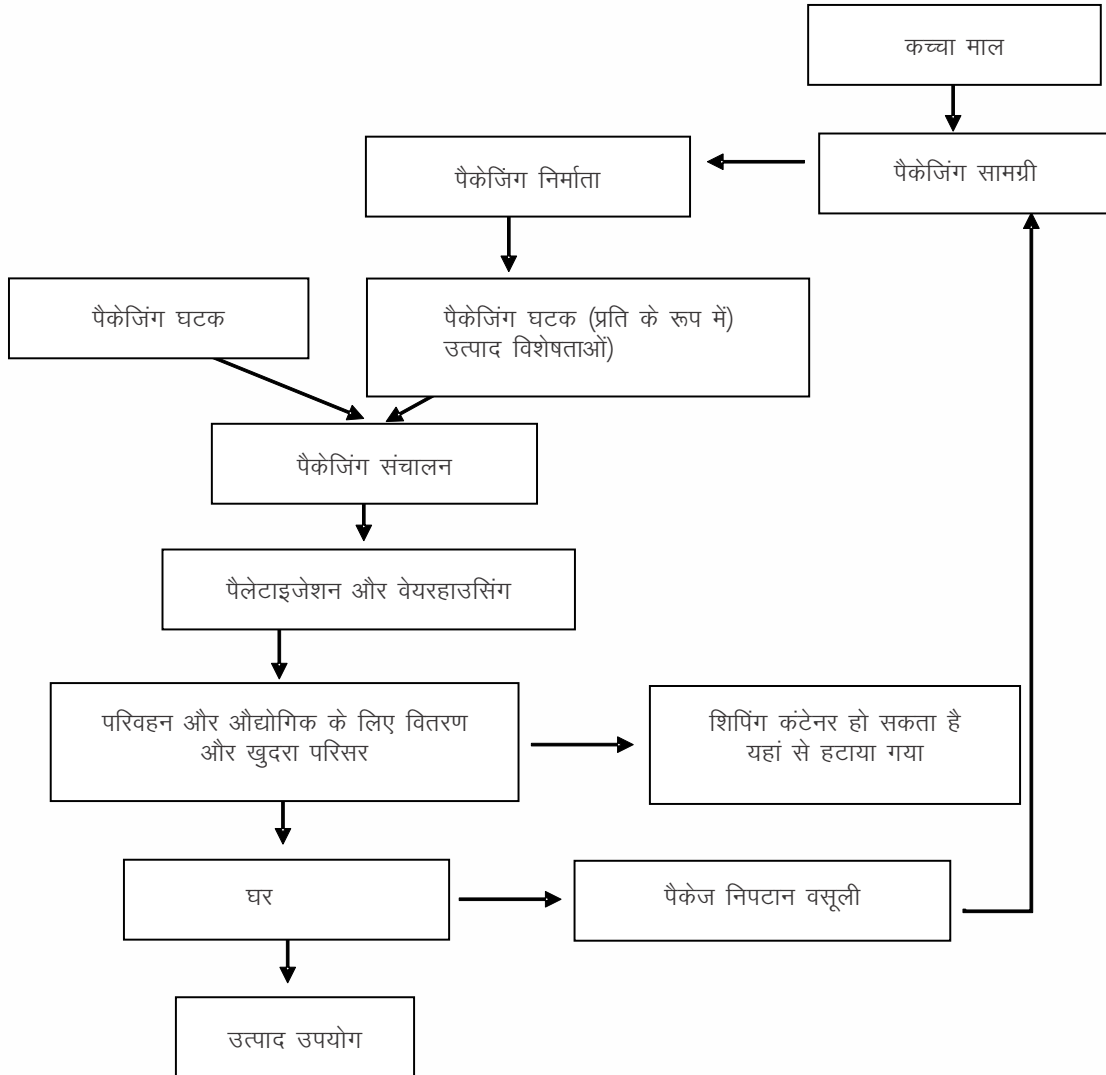 कच्चा माल
पैकेजिंग निर्माता
पैकेजिंग सामग्री
पैकेजिंग घटक
पैकेजिंग घटक (प्रति के रूप में)
उत्पाद विशेषताओं)
पैकेजिंग संचालन
पैलेटाइजेशन और वेयरहाउसिंग
परिवहन और औद्योगिक के लिए वितरण
और खुदरा परिसर
शिपिंग कंटेनर हो सकता है
यहां से हटाया गया
घर
पैकेज निपटान वसूली
उत्पाद उपयोग